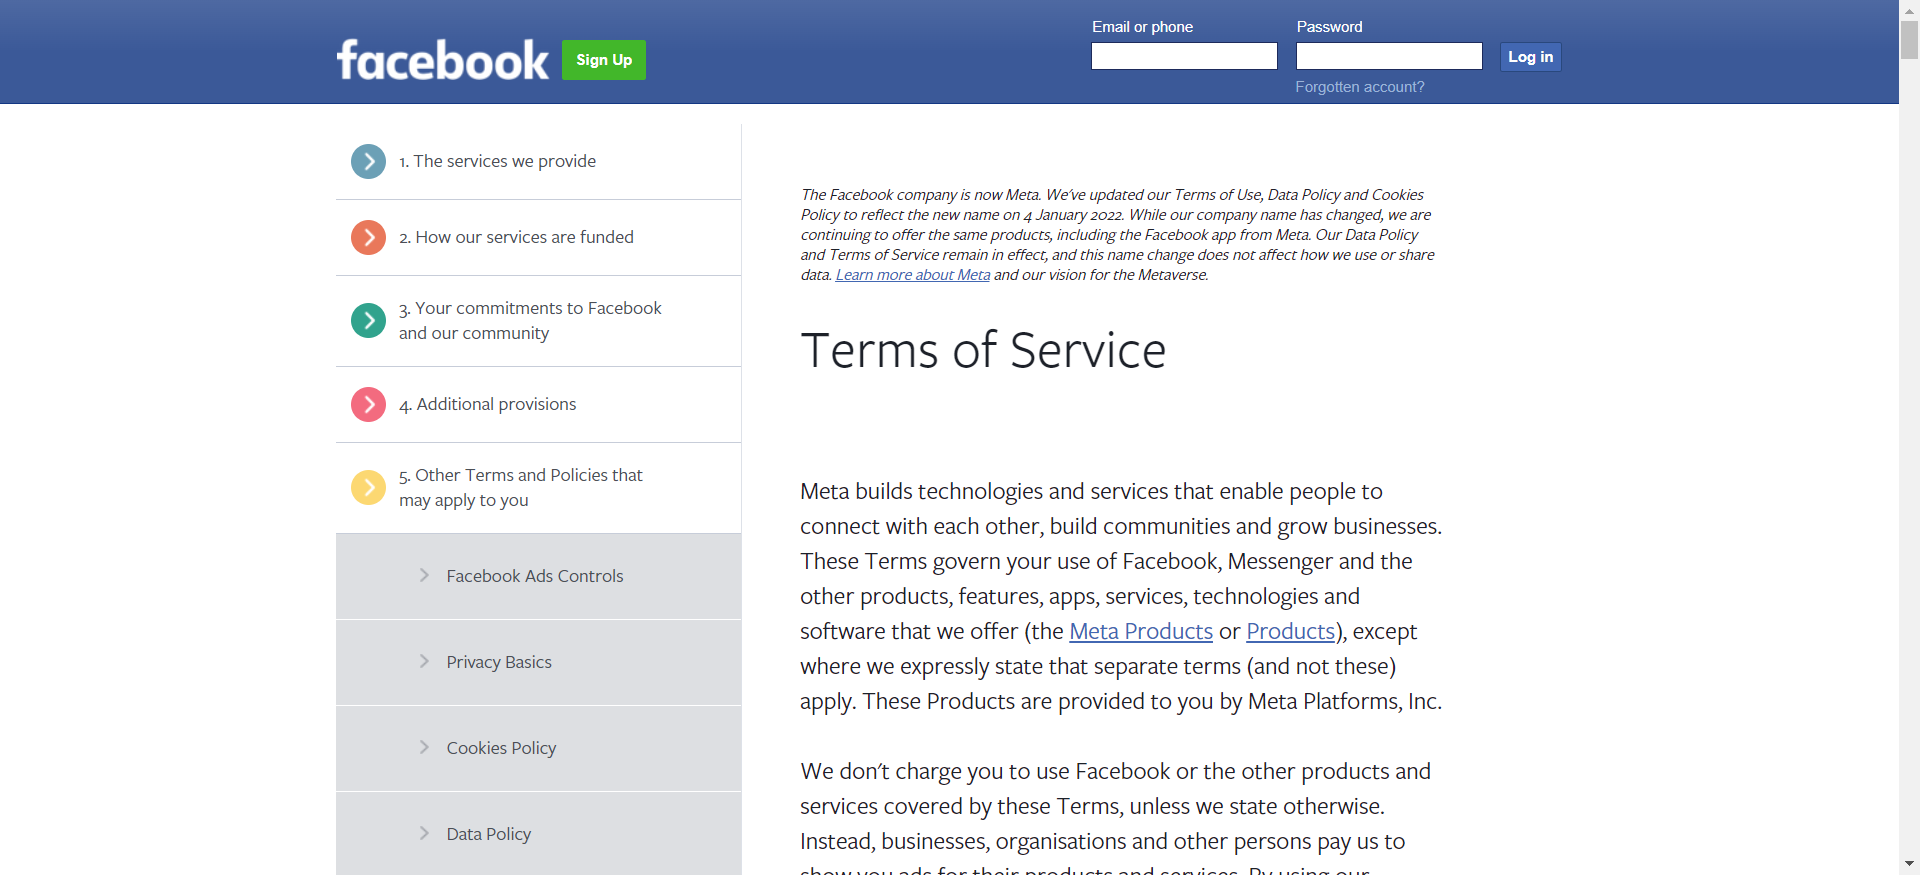 facebook
Sign Up
Email or phone
Password
Log in
Forgotten account?
1. The services we provide
2. How our services are funded
3. Your commitments to Facebook
and our community
4. Additional provisions
5. Other Terms and Policies that
may apply to you
Facebook Ads Controls
Privacy Basics
Cookies Policy
Data Policy
The Facebook company is now Meta. We've updated our Terms of Use, Data Policy and Cookies
Policy to reflect the new name on 4 January 2022. While our company name has changed, we are
continuing to offer the same products, including the Facebook app from Meta. Our Data Policy
and Terms of Service remain in effect, and this name change does not affect how we use or share
data. Learn more about Meta and our vision for the Metaverse.
Terms of Service
Meta builds technologies and services that enable people to
connect with each other, build communities and grow businesses.
These Terms govern your use of Facebook, Messenger and the
other products, features, apps, services, technologies and
software that we offer (the Meta Products or Products), except
where we expressly state that separate terms (and not these)
apply. These Products are provided to you by Meta Platforms, Inc.
We don't charge you to use Facebook or the other products and
services covered by these Terms, unless we state otherwise.
Instead, businesses, organisations and other persons pay us to
show you ads for their products and services. By using our